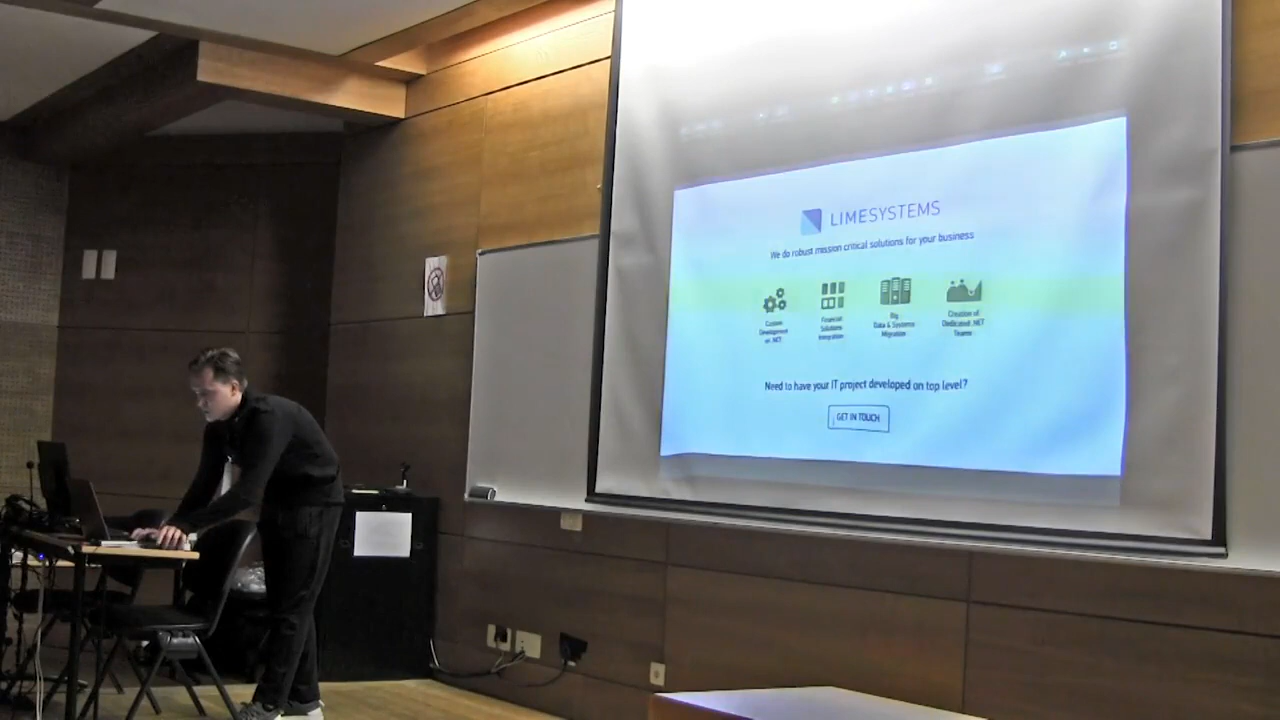 LIMESYSTEMS
We do robust mission critical solutions for your business
Custom
Development
on .NET
Financial
Solutions
Integration
Big
Data & Systems
Migration
Creation of
Dedicated .NET
Teams
Need to have your IT project developed on top level?
GET IN TOUCH